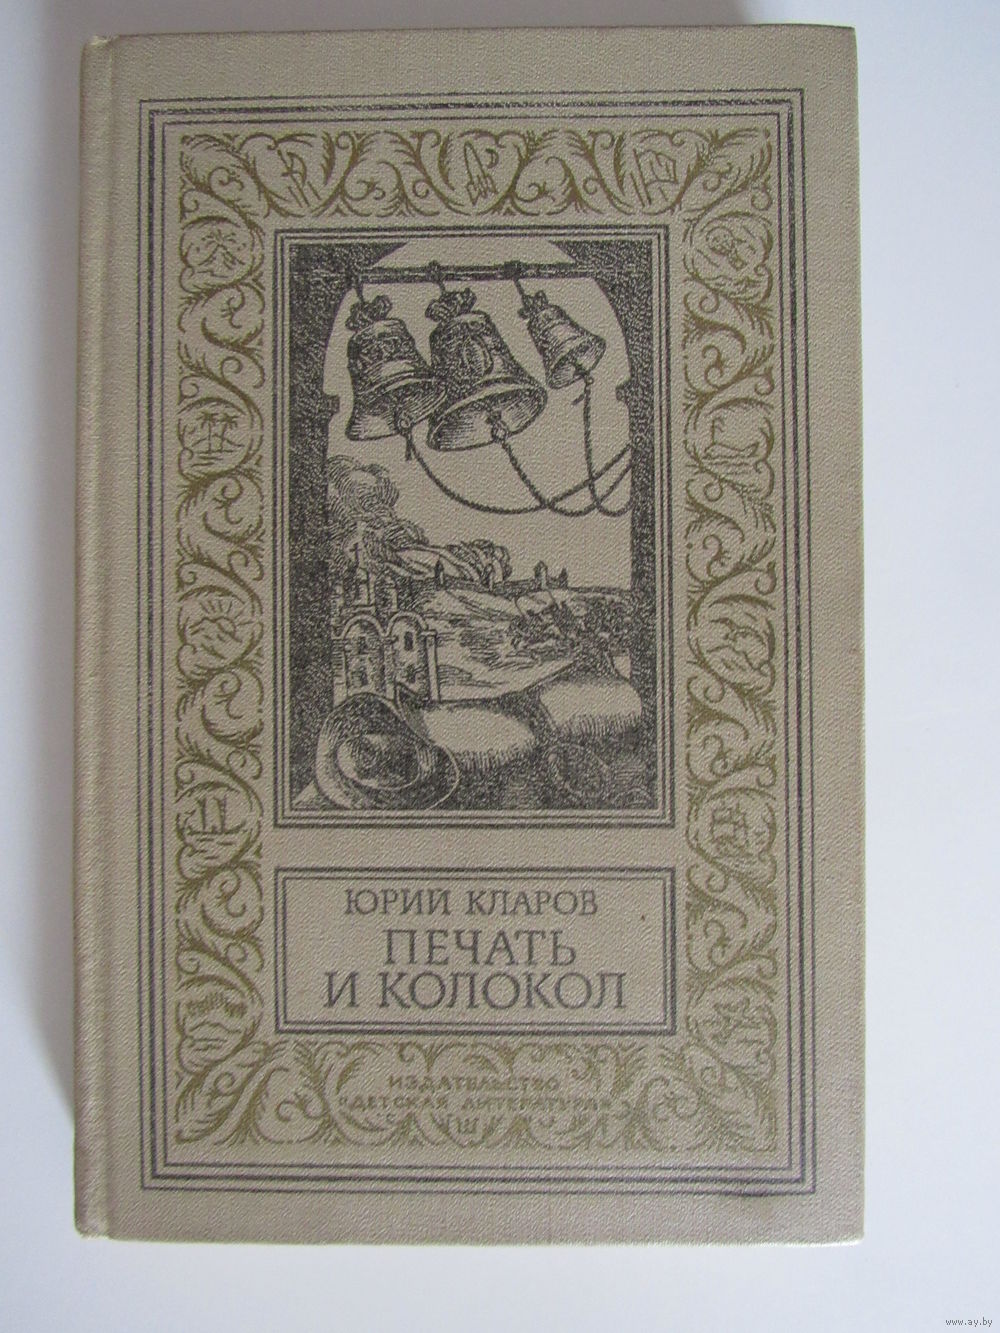 ЮРИЙ КЛАРОВ
ПЕЧАТЬ
И КОЛОКОЛ
ИЗДАТЕЛЬСТВО
«ДЕТСКАЯ ЛИТЕРАТУРА»
www.ay.by